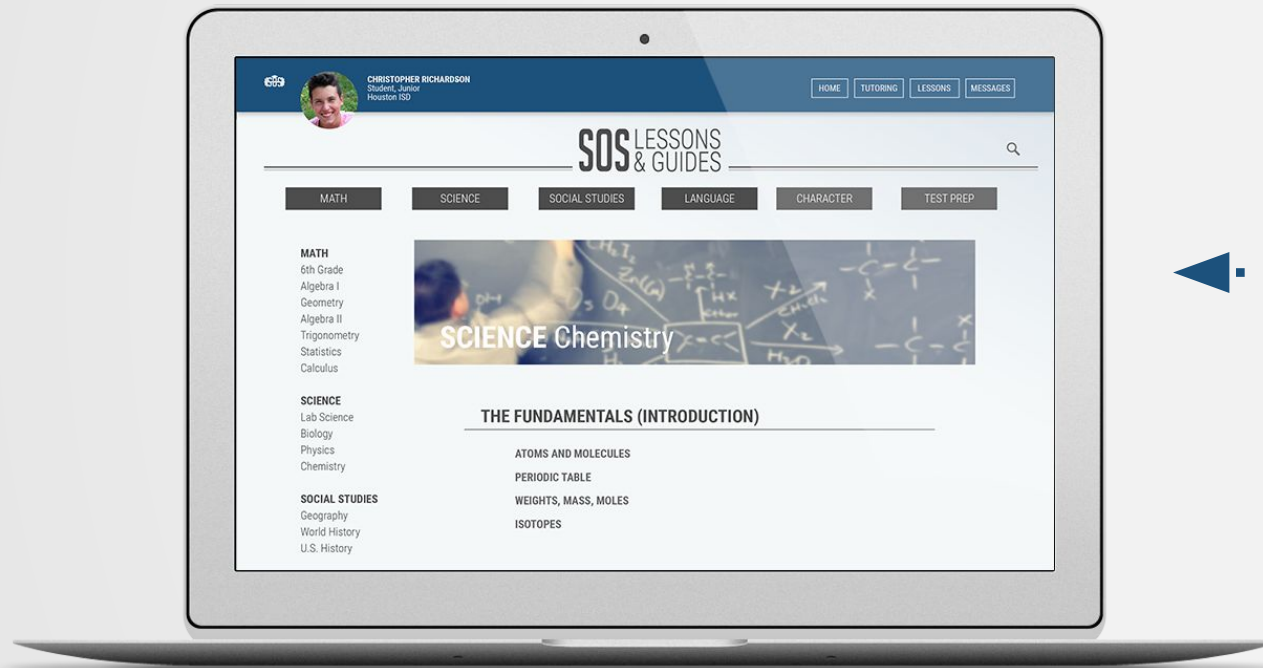 SOS
CHRISTOPHER RICHARDSON
Student, Junior
Houston ISD
HOME
TUTORING
LESSONS
MESSAGES
SOS LESSONS
& GUIDES
MATH
SCIENCE
SOCIAL STUDIES
LANGUAGE
CHARACTER
TEST PREP
MATH
6th Grade
Algebra I
Geometry
Algebra II
Trigonometry
Statistics
Calculus
SCIENCE
Lab Science
Biology
Physics
Chemistry
SOCIAL STUDIES
Geography
World History
U.S. History
SCIENCE Chemistry
THE FUNDAMENTALS (INTRODUCTION)
ATOMS AND MOLECULES
PERIODIC TABLE
WEIGHTS, MASS, MOLES
ISOTOPES